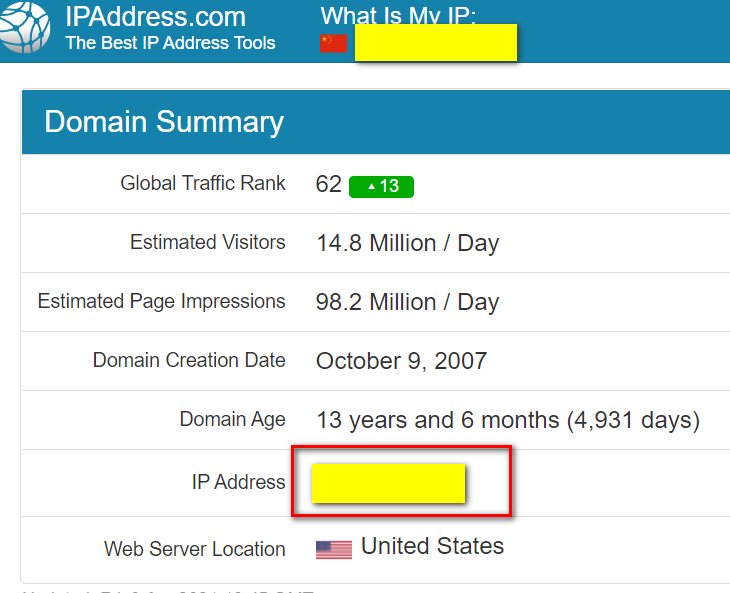 IPAddress.com
The Best IP Address Tools
What Is My IP:
Domain Summary
Global Traffic Rank 62 ▲13
Estimated Visitors 14.8 Million / Day
Estimated Page Impressions 98.2 Million / Day
Domain Creation Date October 9, 2007
Domain Age 13 years and 6 months (4,931 days)
IP Address
Web Server Location United States